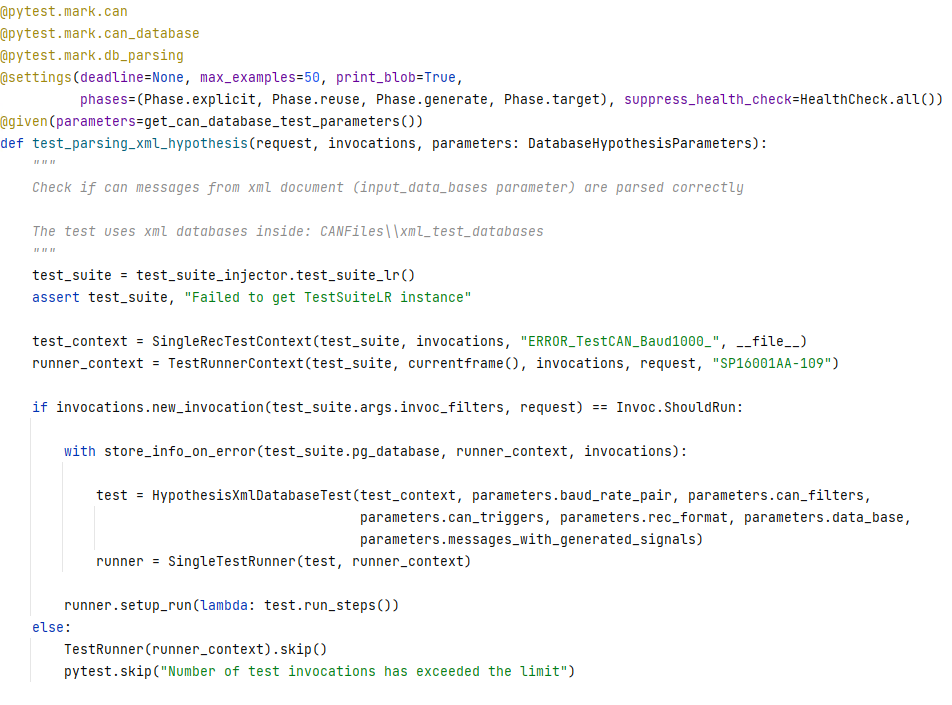 @pytest.mark.can
@pytest.mark.can_database
@pytest.mark.db_parsing
@settings(deadline=None, max_examples=50, print_blob=True,
          phases=(Phase.explicit, Phase.reuse, Phase.generate, Phase.target), suppress_health_check=HealthCheck.all())
@given(parameters=get_can_database_test_parameters())
def test_parsing_xml_hypothesis(request, invocations, parameters: DatabaseHypothesisParameters):
    """
    Check if can messages from xml document (input_data_bases parameter) are parsed correctly

    The test uses xml databases inside: CANFiles\\xml_test_databases
    """
    test_suite = test_suite_injector.test_suite_lr()
    assert test_suite, "Failed to get TestSuiteLR instance"

    test_context = SingleRecTestContext(test_suite, invocations, "ERROR_TestCAN_Baud1000_", __file__)
    runner_context = TestRunnerContext(test_suite, currentframe(), invocations, request, "SP16001AA-109")

    if invocations.new_invocation(test_suite.args.invoc_filters, request) == Invoc.ShouldRun:

        with store_info_on_error(test_suite.pg_database, runner_context, invocations):

            test = HypothesisXmlDatabaseTest(test_context, parameters.baud_rate_pair, parameters.can_filters,
                                             parameters.can_triggers, parameters.rec_format, parameters.data_base,
                                             parameters.messages_with_generated_signals)
            runner = SingleTestRunner(test, runner_context)

        runner.setup_run(lambda: test.run_steps())
    else:
        TestRunner(runner_context).skip()
        pytest.skip("Number of test invocations has exceeded the limit")